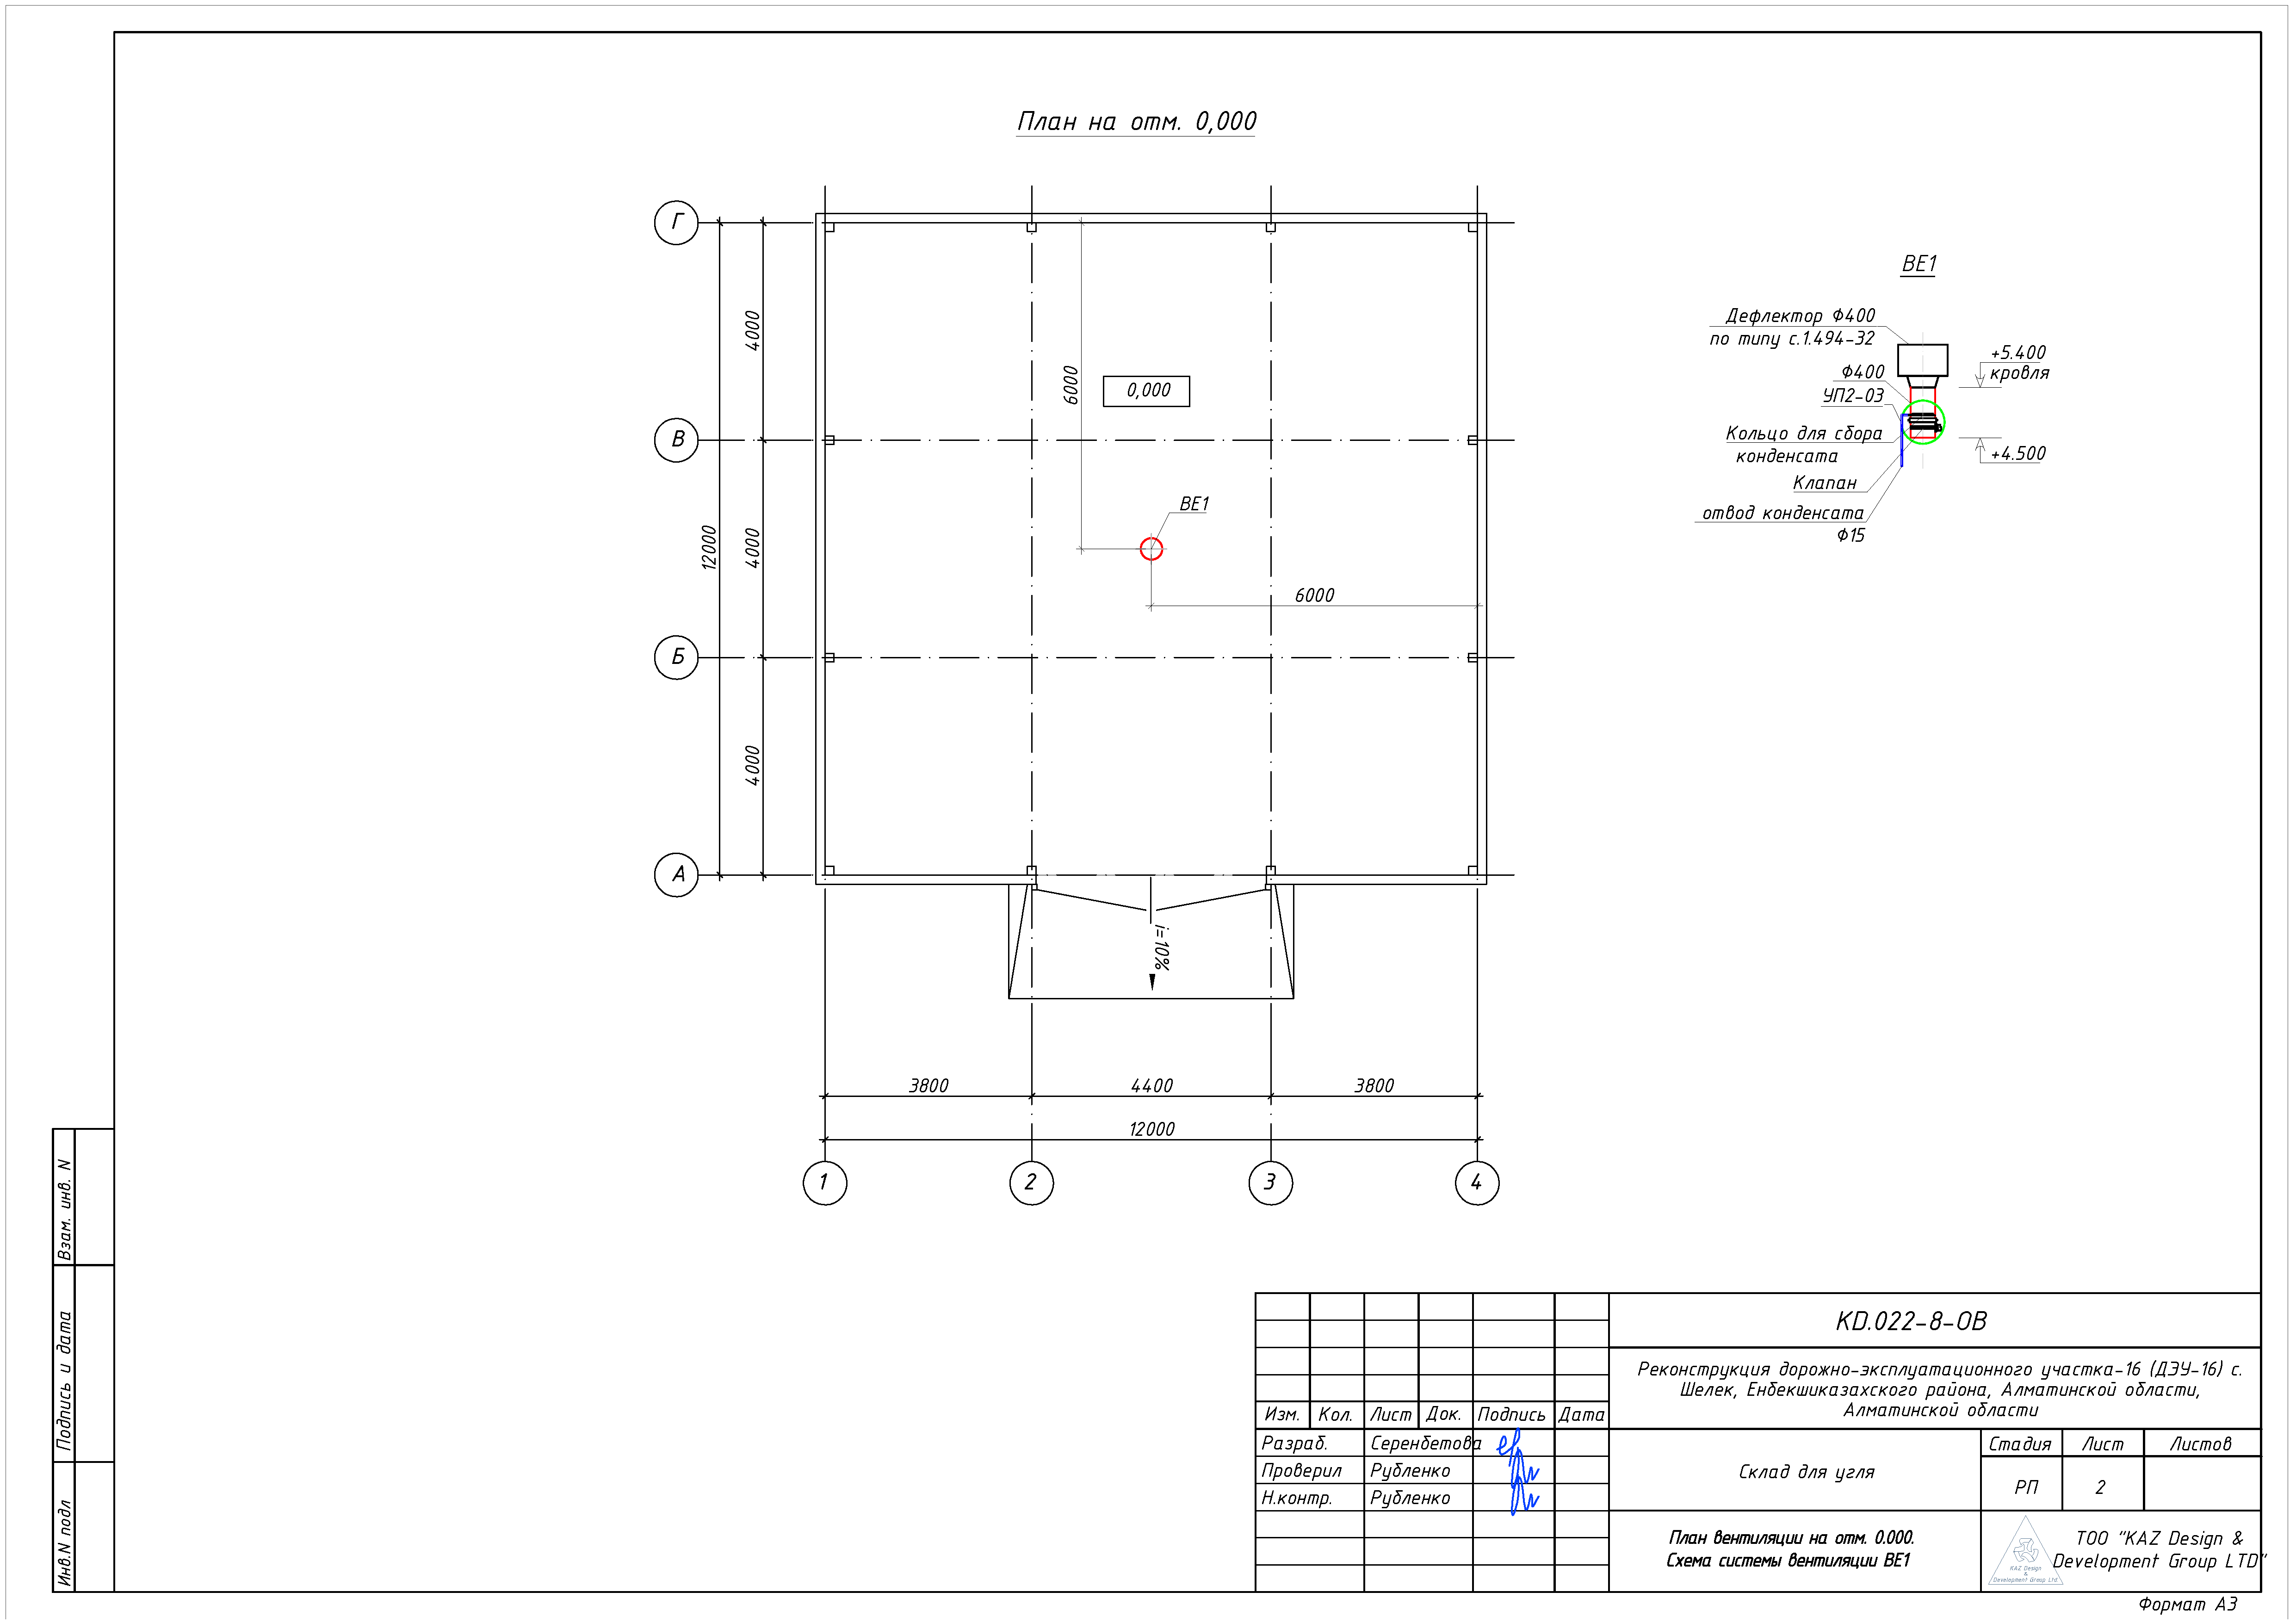 План на отм. 0,000
Г
В
Б
А
4000
4000
4000
12000
6000
0,000
ВЕ1
6000
i=10%
3800
4400
3800
12000
1
2
3
4
ВЕ1
Дефлектор Ф400
по типу с.1.494-32
Ф400
УП2-03
Кольцо для сбора
конденсата
Клапан
отвод конденсата
Ф15
+5.400
кровля
+4.500
Взам. инв. N
Подпись и дата
Инв.N подл
KD.022-8-ОВ
Реконструкция дорожно-эксплуатационного участка-16 (ДЭУ-16) с.
Шелек, Енбекшиказахского района, Алматинской области,
Алматинской области
Изм. Кол. Лист Док. Подпись Дата
Разраб. Серенбетова
Проверил Рубленко
Н.контр. Рубленко
Склад для угля
Стадия Лист Листов
РП 2
План вентиляции на отм. 0.000.
Схема системы вентиляции ВЕ1
KAZ Design
&
Development Group Ltd
ТОО "KAZ Design &
Development Group LTD"
Формат А3